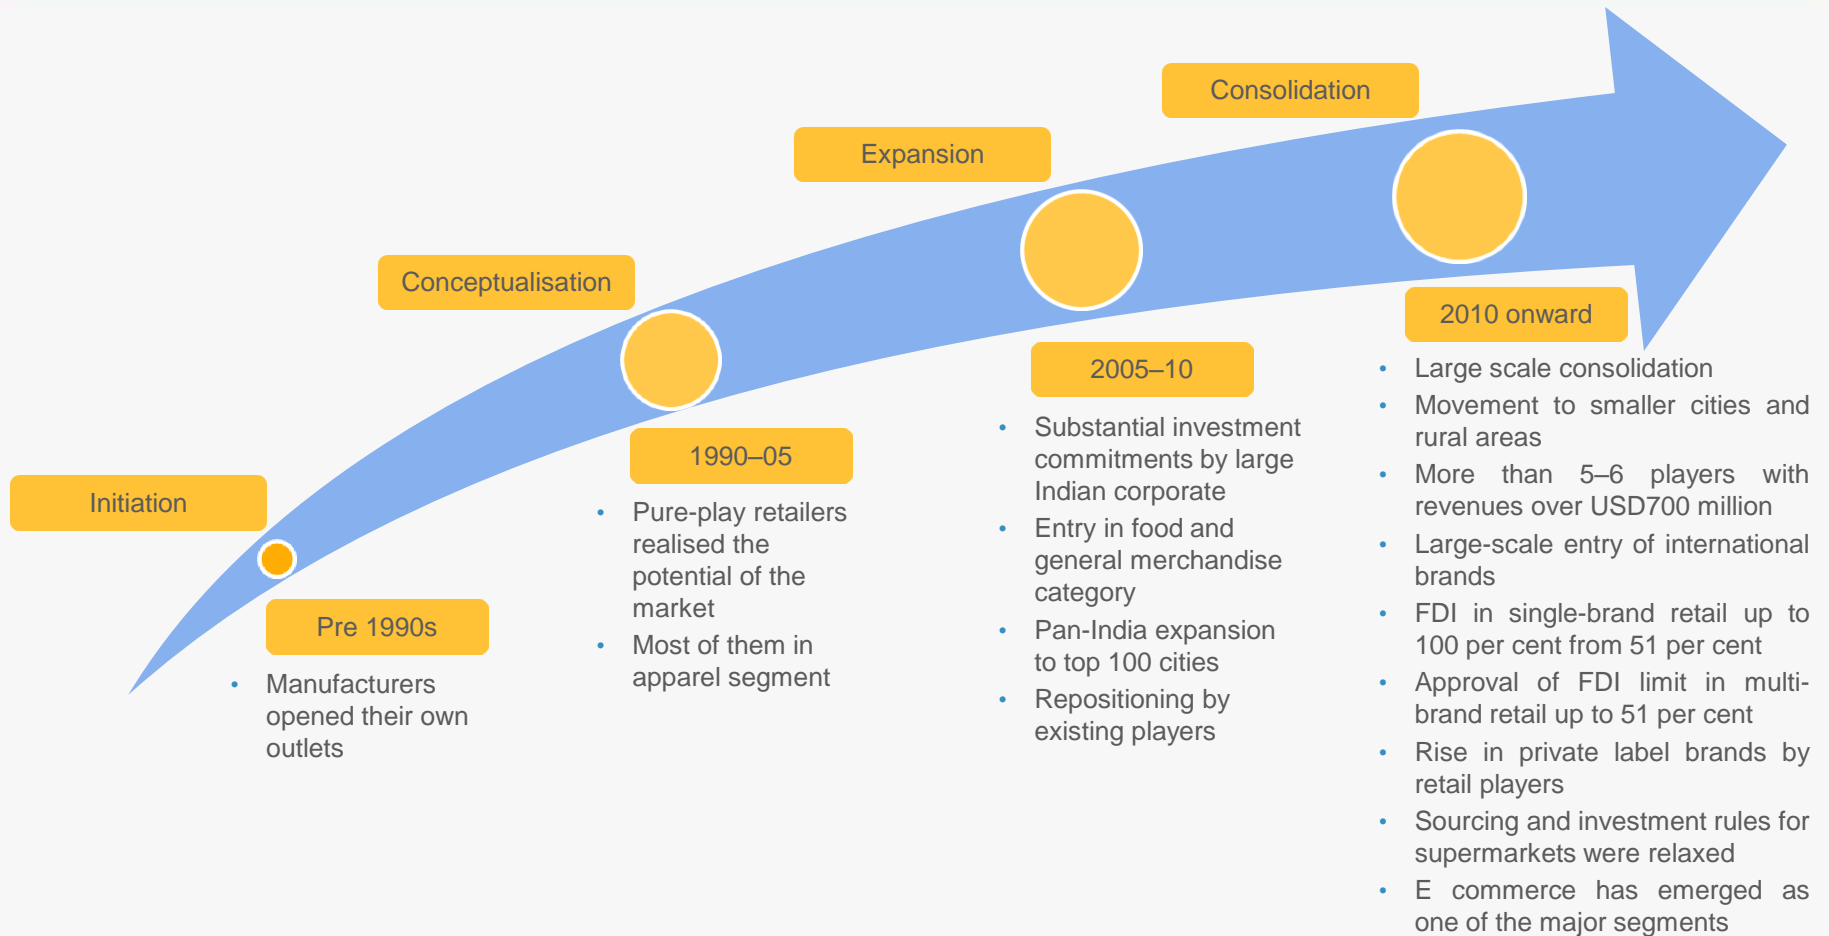 Initiation
Pre 1990s
• Manufacturers
opened their own
outlets
Conceptualisation
1990–05
• Pure-play retailers
realised the
potential of the
market
• Most of them in
apparel segment
Expansion
2005–10
• Substantial investment
commitments by large
Indian corporate
• Entry in food and
general merchandise
category
• Pan-India expansion
to top 100 cities
• Repositioning by
existing players
Consolidation
2010 onward
• Large scale consolidation
• Movement to smaller cities and
rural areas
• More than 5–6 players with
revenues over USD700 million
• Large-scale entry of international
brands
• FDI in single-brand retail up to
100 per cent from 51 per cent
• Approval of FDI limit in multi-
brand retail up to 51 per cent
• Rise in private label brands by
retail players
• Sourcing and investment rules for
supermarkets were relaxed
• E commerce has emerged as
one of the major segments